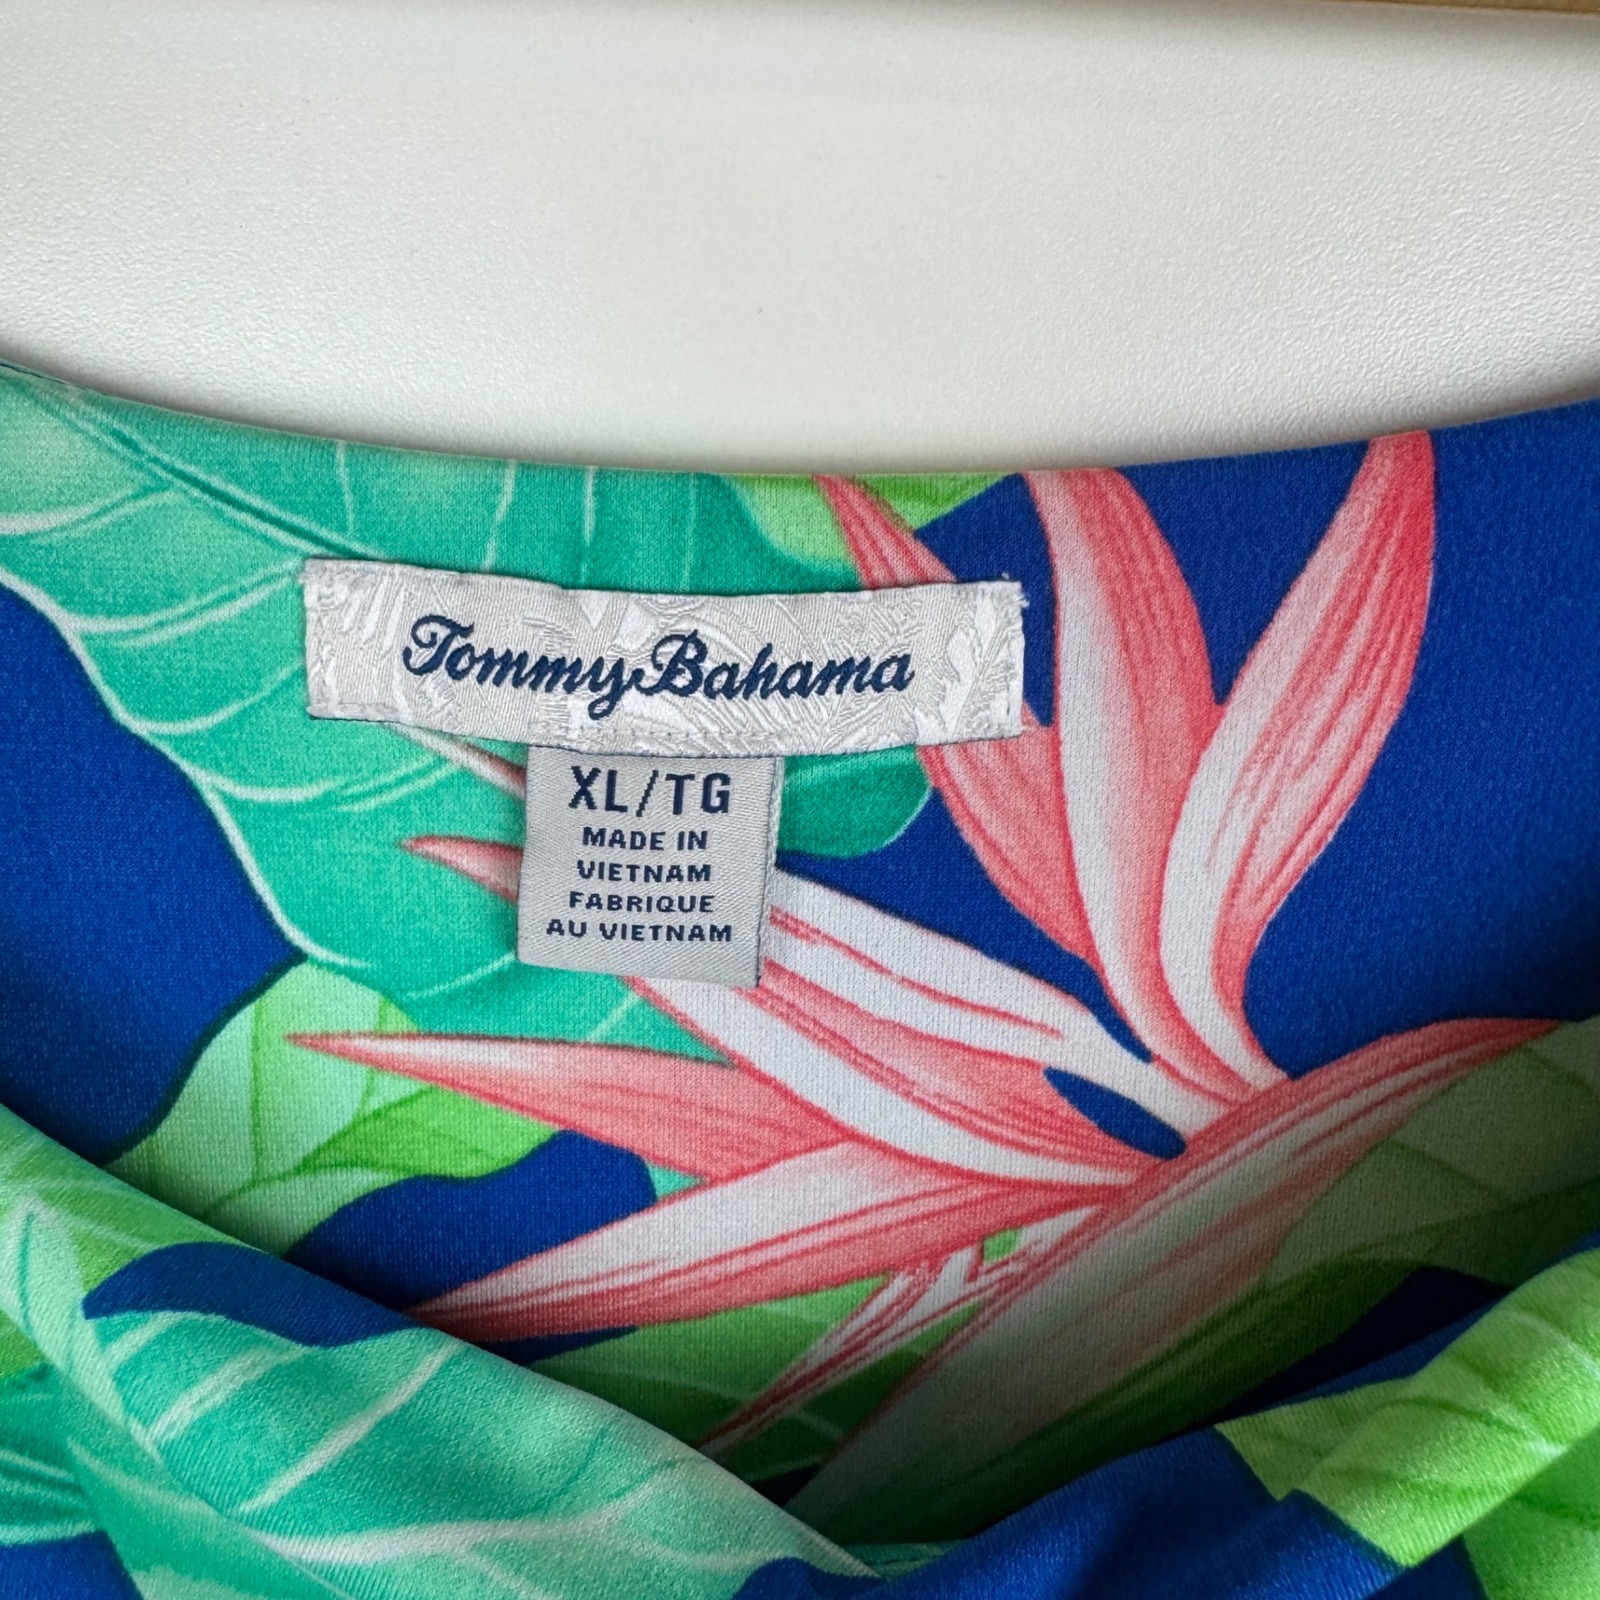 Tommy Bahama
XL/TG
MADE IN
VIETNAM
FABRIQUE
AU VIETNAM